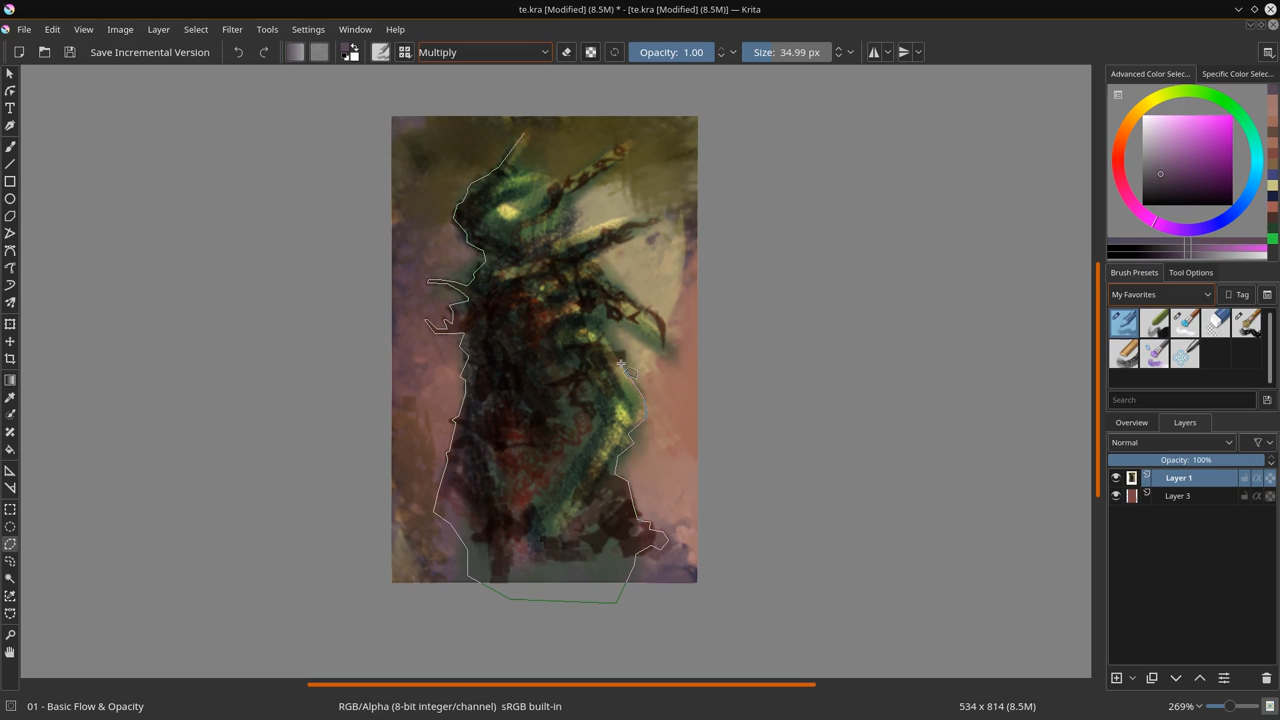 te.kra [Modified] (8.5M) * - [te.kra [Modified] (8.5M)] — Krita
File Edit View Image Layer Select Filter Tools Settings Window Help
Save Incremental Version
Multiply
Opacity: 1.00
Size: 34.99 px
Advanced Color Selec...
Specific Color Selec...
Brush Presets
Tool Options
My Favorites
Tag
Search
Overview
Layers
Normal
Opacity: 100%
Layer 1
Layer 3
01 - Basic Flow & Opacity
RGB/Alpha (8-bit integer/channel) sRGB built-in
534 x 814 (8.5M)
269%